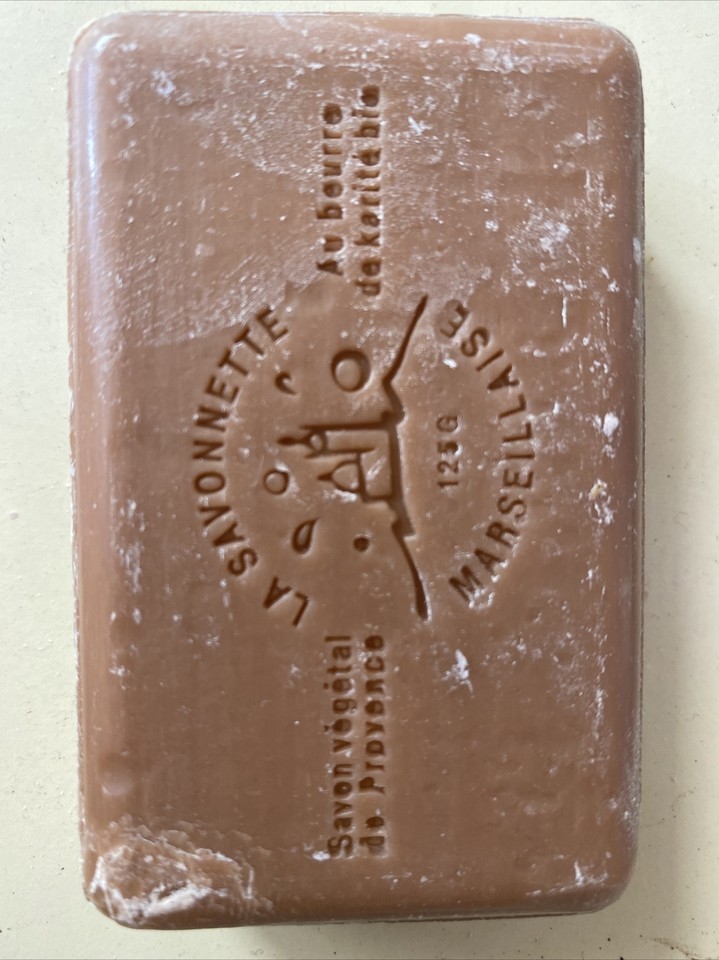 Savon végétal
de Provence
LA SAVONNETTE
125G
MARSEILLAISE
Au beurre
de karité bio